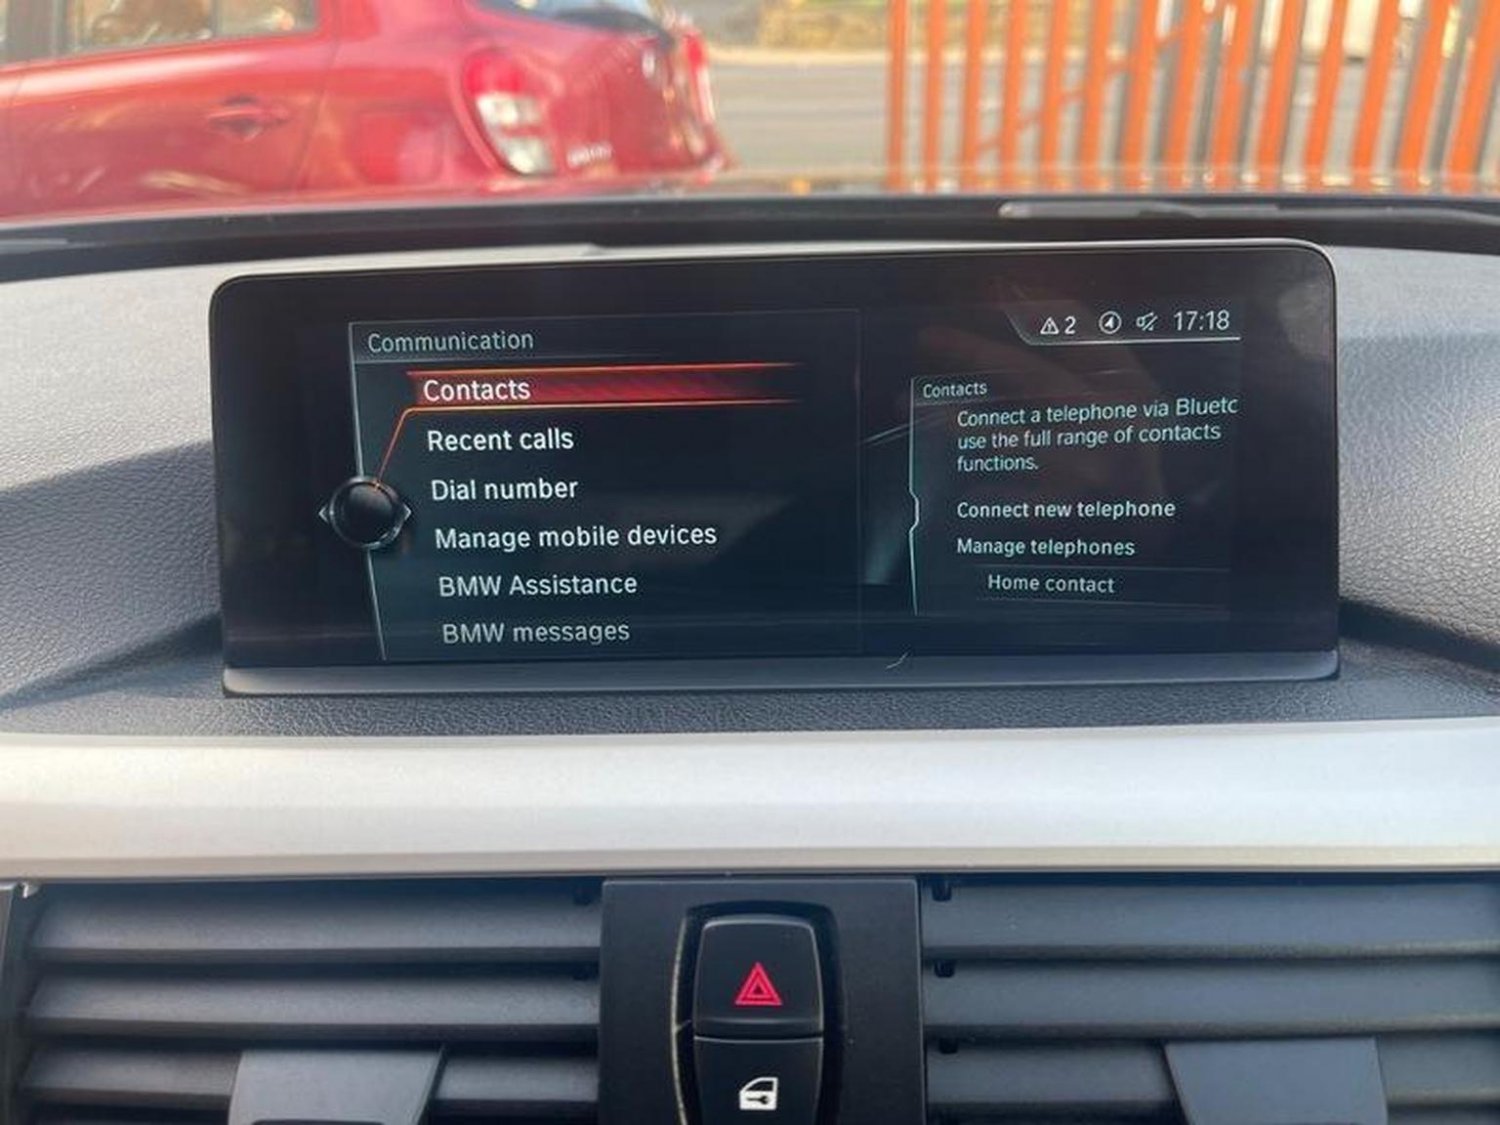 Communication
Contacts
Recent calls
Dial number
Manage mobile devices
BMW Assistance
BMW messages
2
17:18
Contacts
Connect a telephone via Bluetc
use the full range of contacts
functions.
Connect new telephone
Manage telephones
Home contact